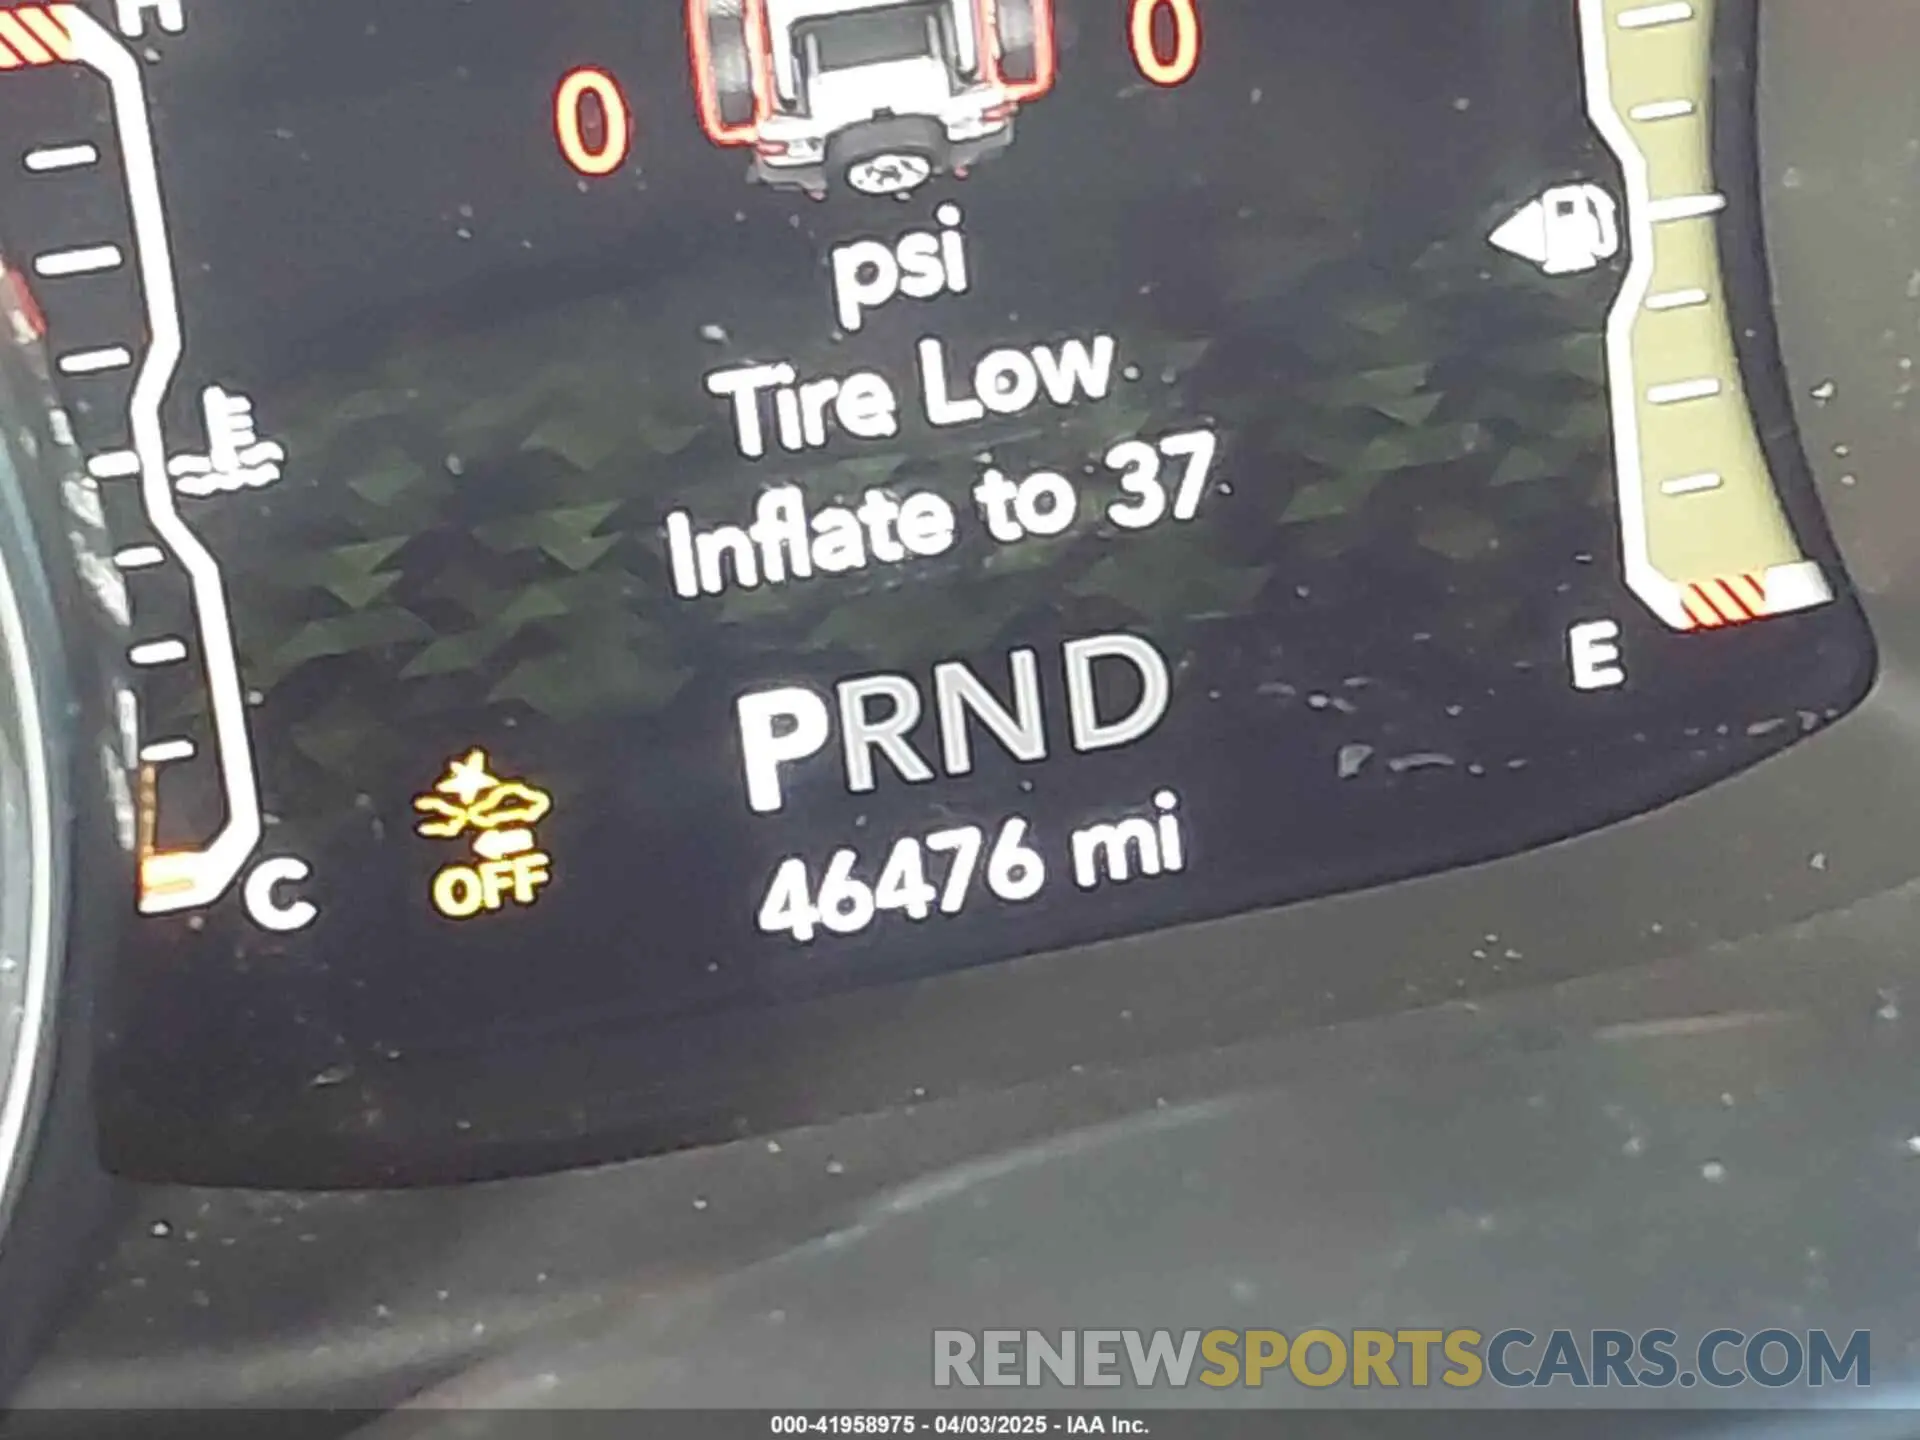 H
0
0
psi
Tire Low
Inflate to 37
E
PRND
OFF
C
46476 mi
RENEWSPORTSCARS.COM
000-41958975 - 04/03/2025 - IAA Inc.